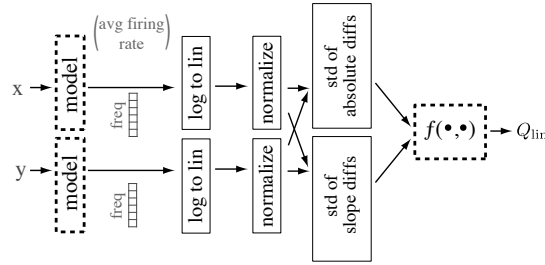 (avg firing
rate)
x
model
freq
log to lin
normalize
std of
absolute diffs
y
model
freq
log to lin
normalize
std of
slope diffs
f(•,•)
Qlin